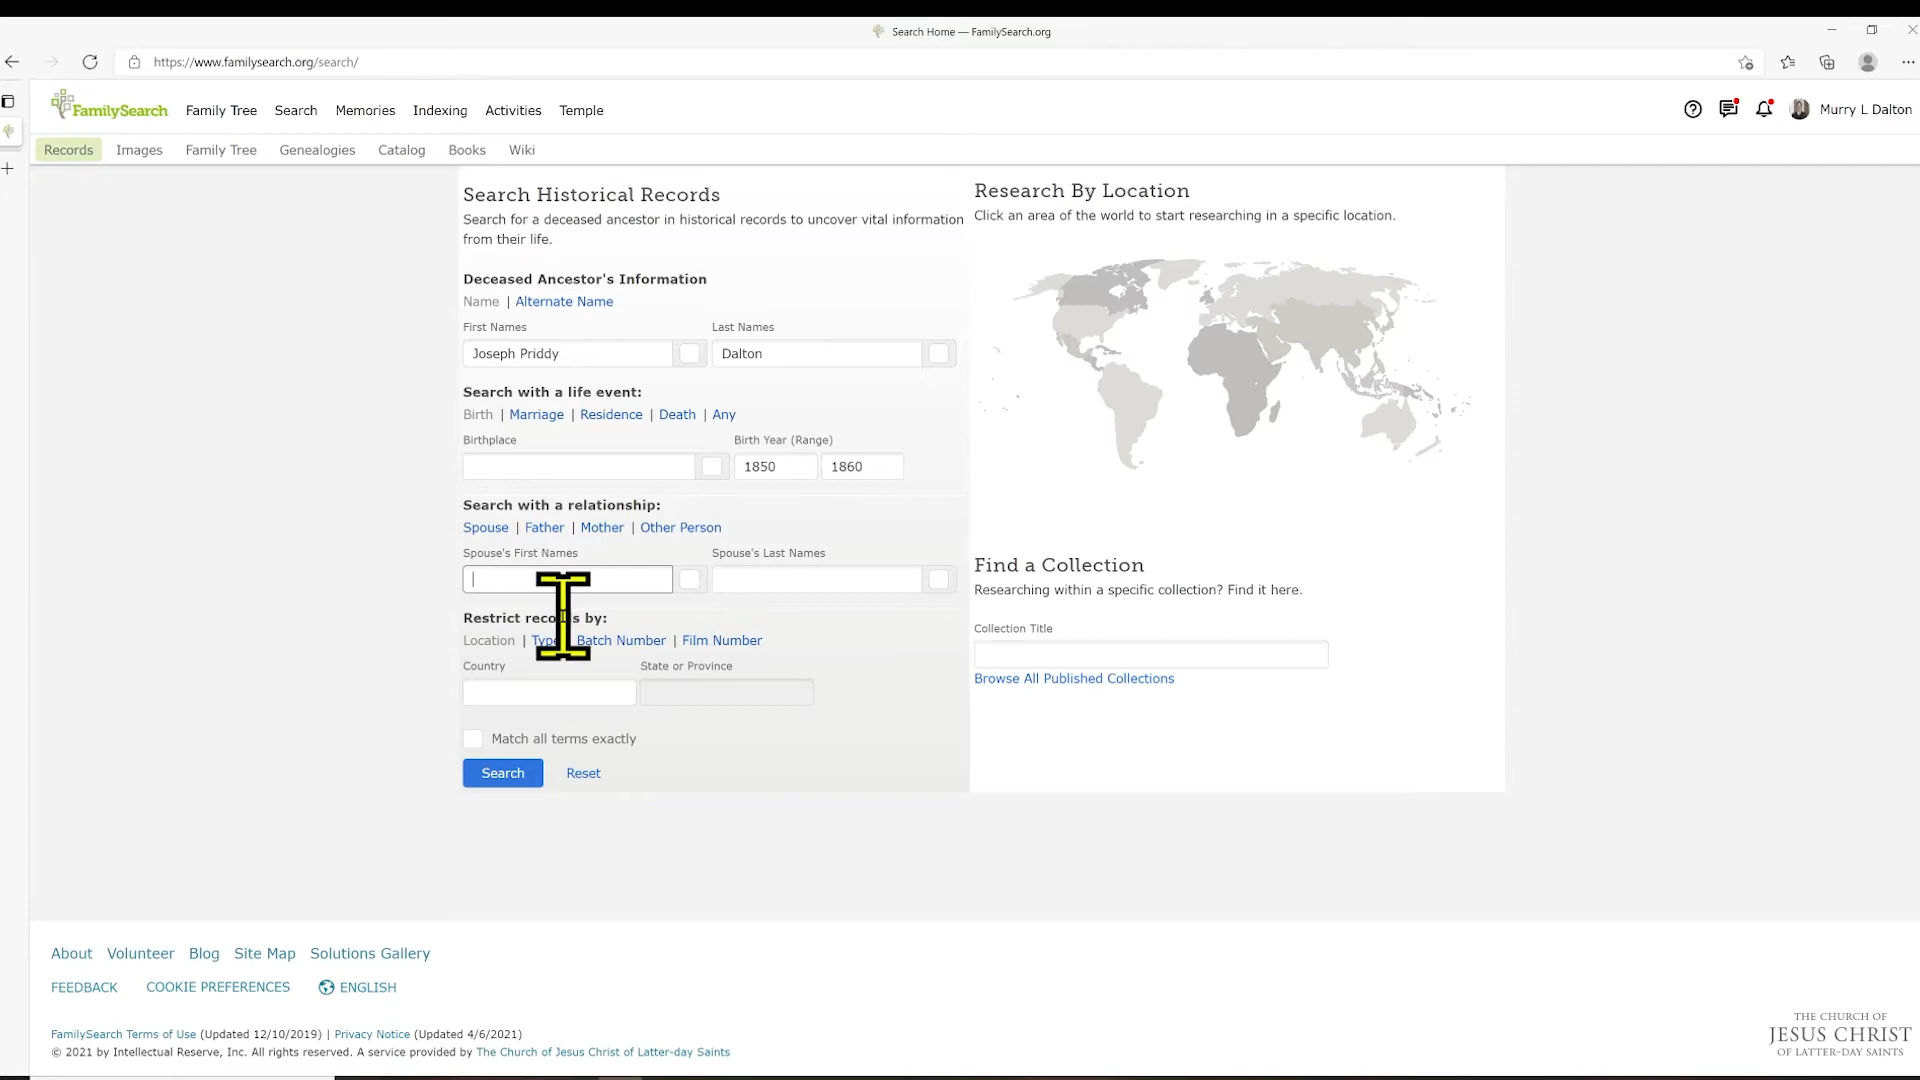 Search Home — FamilySearch.org
https://www.familysearch.org/search/
FamilySearch Family Tree Search Memories Indexing Activities Temple Murry L Dalton
Records Images Family Tree Genealogies Catalog Books Wiki
Search Historical Records
Search for a deceased ancestor in historical records to uncover vital information
from their life.
Deceased Ancestor's Information
Name | Alternate Name
First Names Last Names
Joseph Priddy Dalton
Search with a life event:
Birth | Marriage | Residence | Death | Any
Birthplace Birth Year (Range)
1850 1860
Search with a relationship:
Spouse | Father | Mother | Other Person
Spouse's First Names Spouse's Last Names
Restrict records by:
Location | Type Batch Number | Film Number
Country State or Province
Match all terms exactly
Search Reset
Research By Location
Click an area of the world to start researching in a specific location.
Find a Collection
Researching within a specific collection? Find it here.
Collection Title
Browse All Published Collections
About Volunteer Blog Site Map Solutions Gallery
FEEDBACK COOKIE PREFERENCES ENGLISH
FamilySearch Terms of Use (Updated 12/10/2019) | Privacy Notice (Updated 4/6/2021)
© 2021 by Intellectual Reserve, Inc. All rights reserved. A service provided by The Church of Jesus Christ of Latter-day Saints
THE CHURCH OF
JESUS CHRIST
OF LATTER-DAY SAINTS